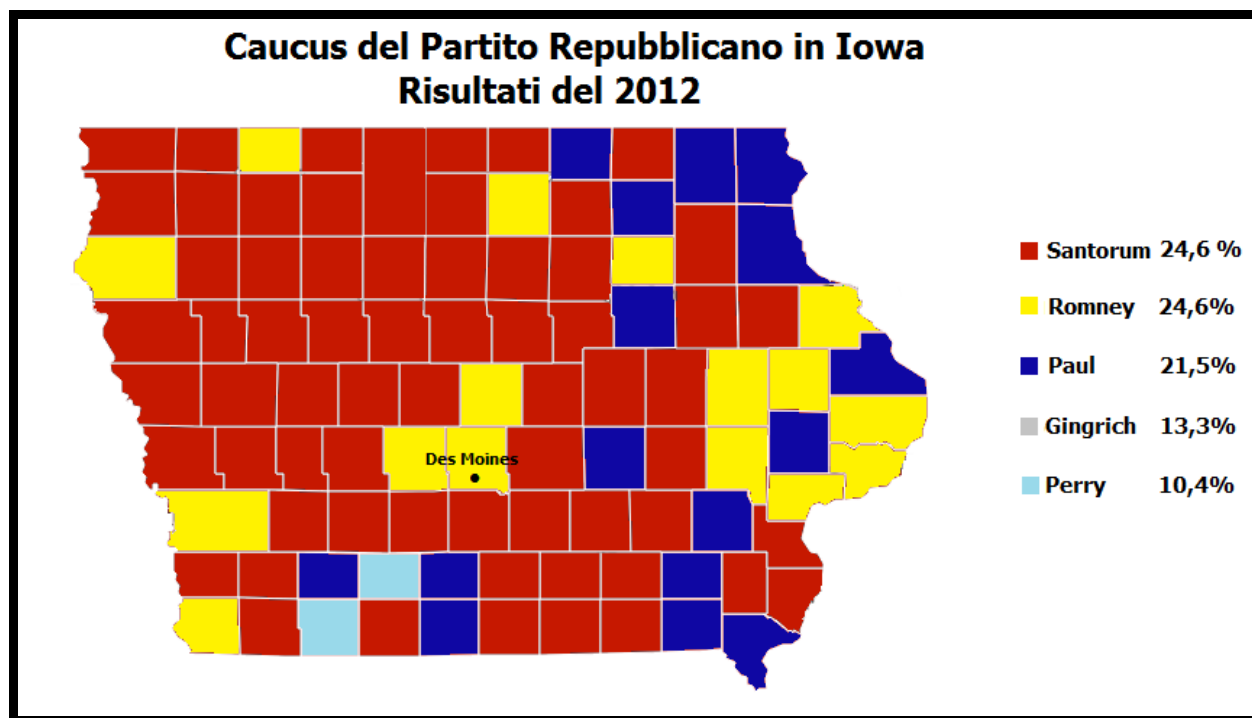 Caucus del Partito Repubblicano in Iowa
Risultati del 2012
Santorum 24,6 %
Romney 24,6%
Paul 21,5%
Gingrich 13,3%
Perry 10,4%
Des Moines